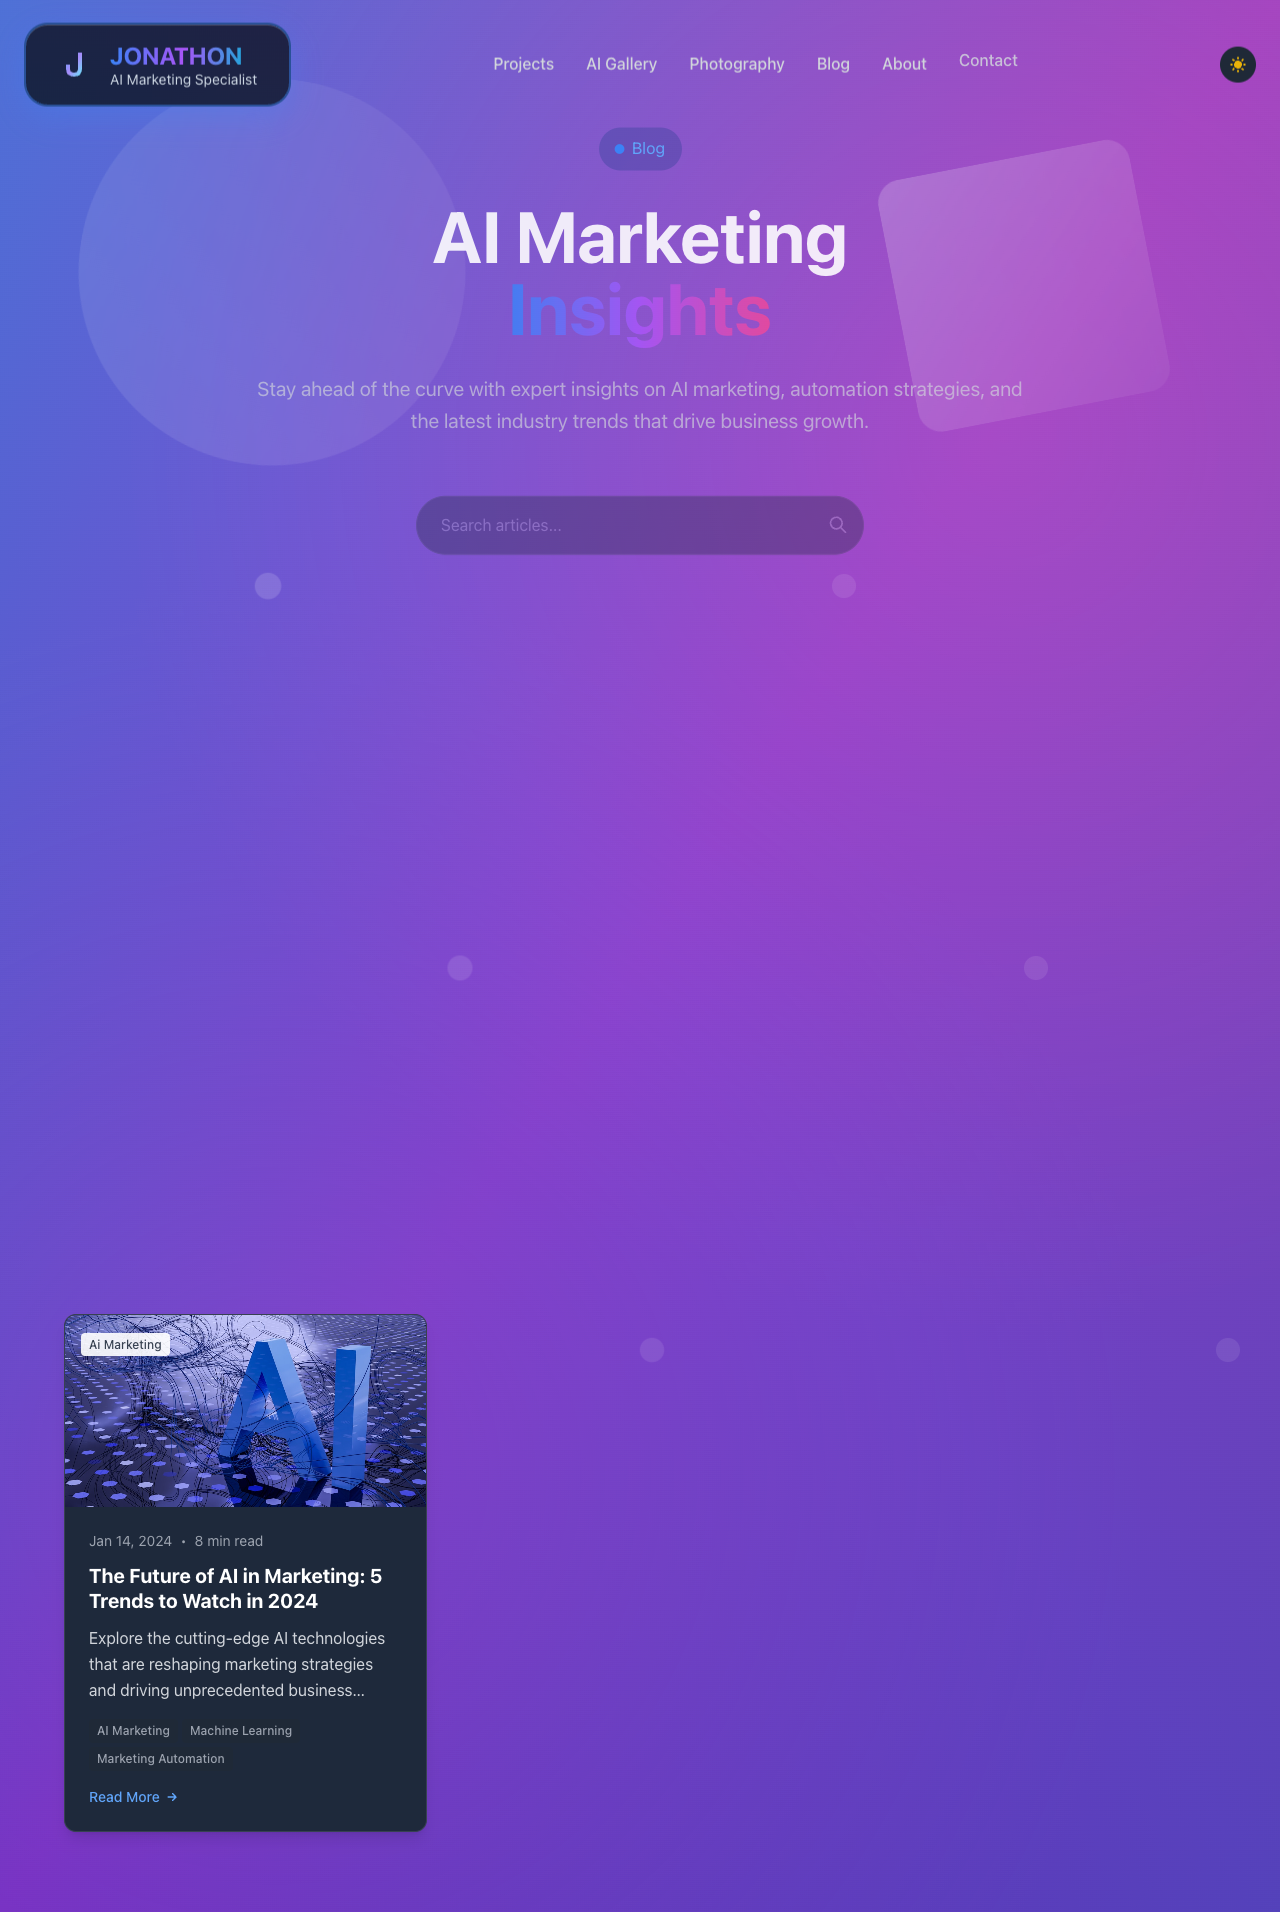 J
JONATHON
AI Marketing Specialist
Projects
AI Gallery
Photography
Blog
About
Contact
Blog
AI Marketing
Insights
Stay ahead of the curve with expert insights on AI marketing, automation strategies, and
the latest industry trends that drive business growth.
Search articles...
Ai Marketing
AI
Jan 14, 2024 • 8 min read
The Future of AI in Marketing: 5
Trends to Watch in 2024
Explore the cutting-edge AI technologies
that are reshaping marketing strategies
and driving unprecedented business...
AI Marketing
Machine Learning
Marketing Automation
Read More →